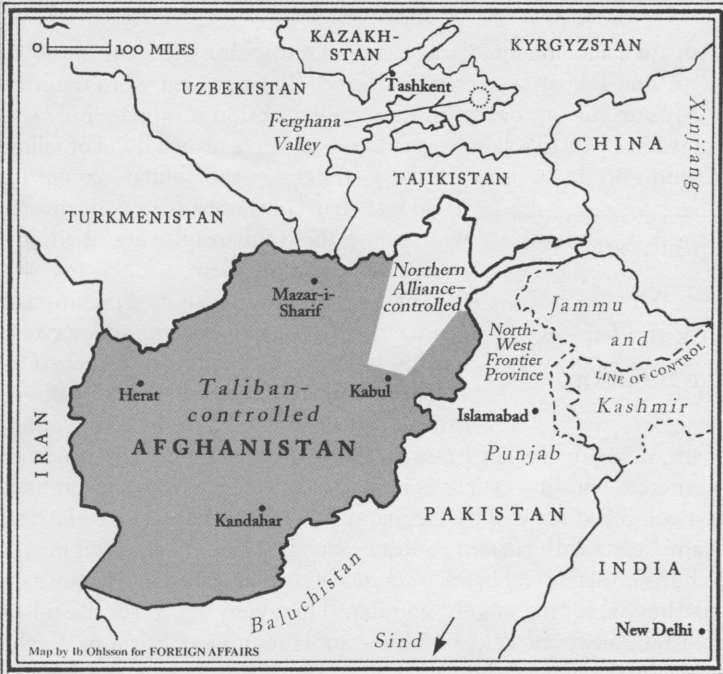 0
100 MILES
KAZAKH-
STAN
KYRGYZSTAN
UZBEKISTAN
Tashkent
Ferghana
Valley
CHINA
Xinjiang
TAJIKISTAN
TURKMENISTAN
Mazar-i-
Sharif
Northern
Alliance–
controlled
Jammu
and
Kashmir
LINE OF CONTROL
North-
West
Frontier
Province
Herat
Taliban-
controlled
AFGHANISTAN
Kabul
Islamabad
Punjab
IRAN
Kandahar
PAKISTAN
Baluchistan
Sind
INDIA
New Delhi
Map by Ib Ohlsson for FOREIGN AFFAIRS